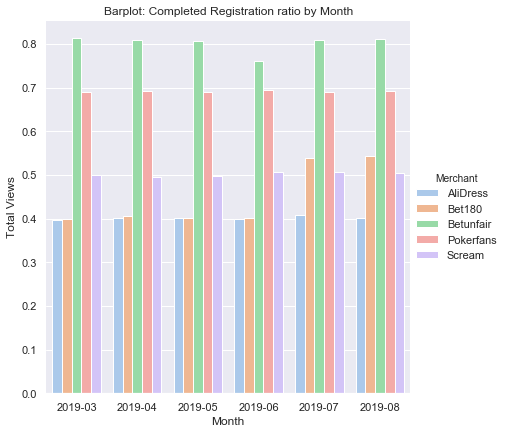 Barplot: Completed Registration ratio by Month
Total Views
0.8
0.7
0.6
0.5
0.4
0.3
0.2
0.1
0.0
2019-03 2019-04 2019-05 2019-06 2019-07 2019-08
Month
Merchant
AliDress
Bet180
Betunfair
Pokerfans
Scream